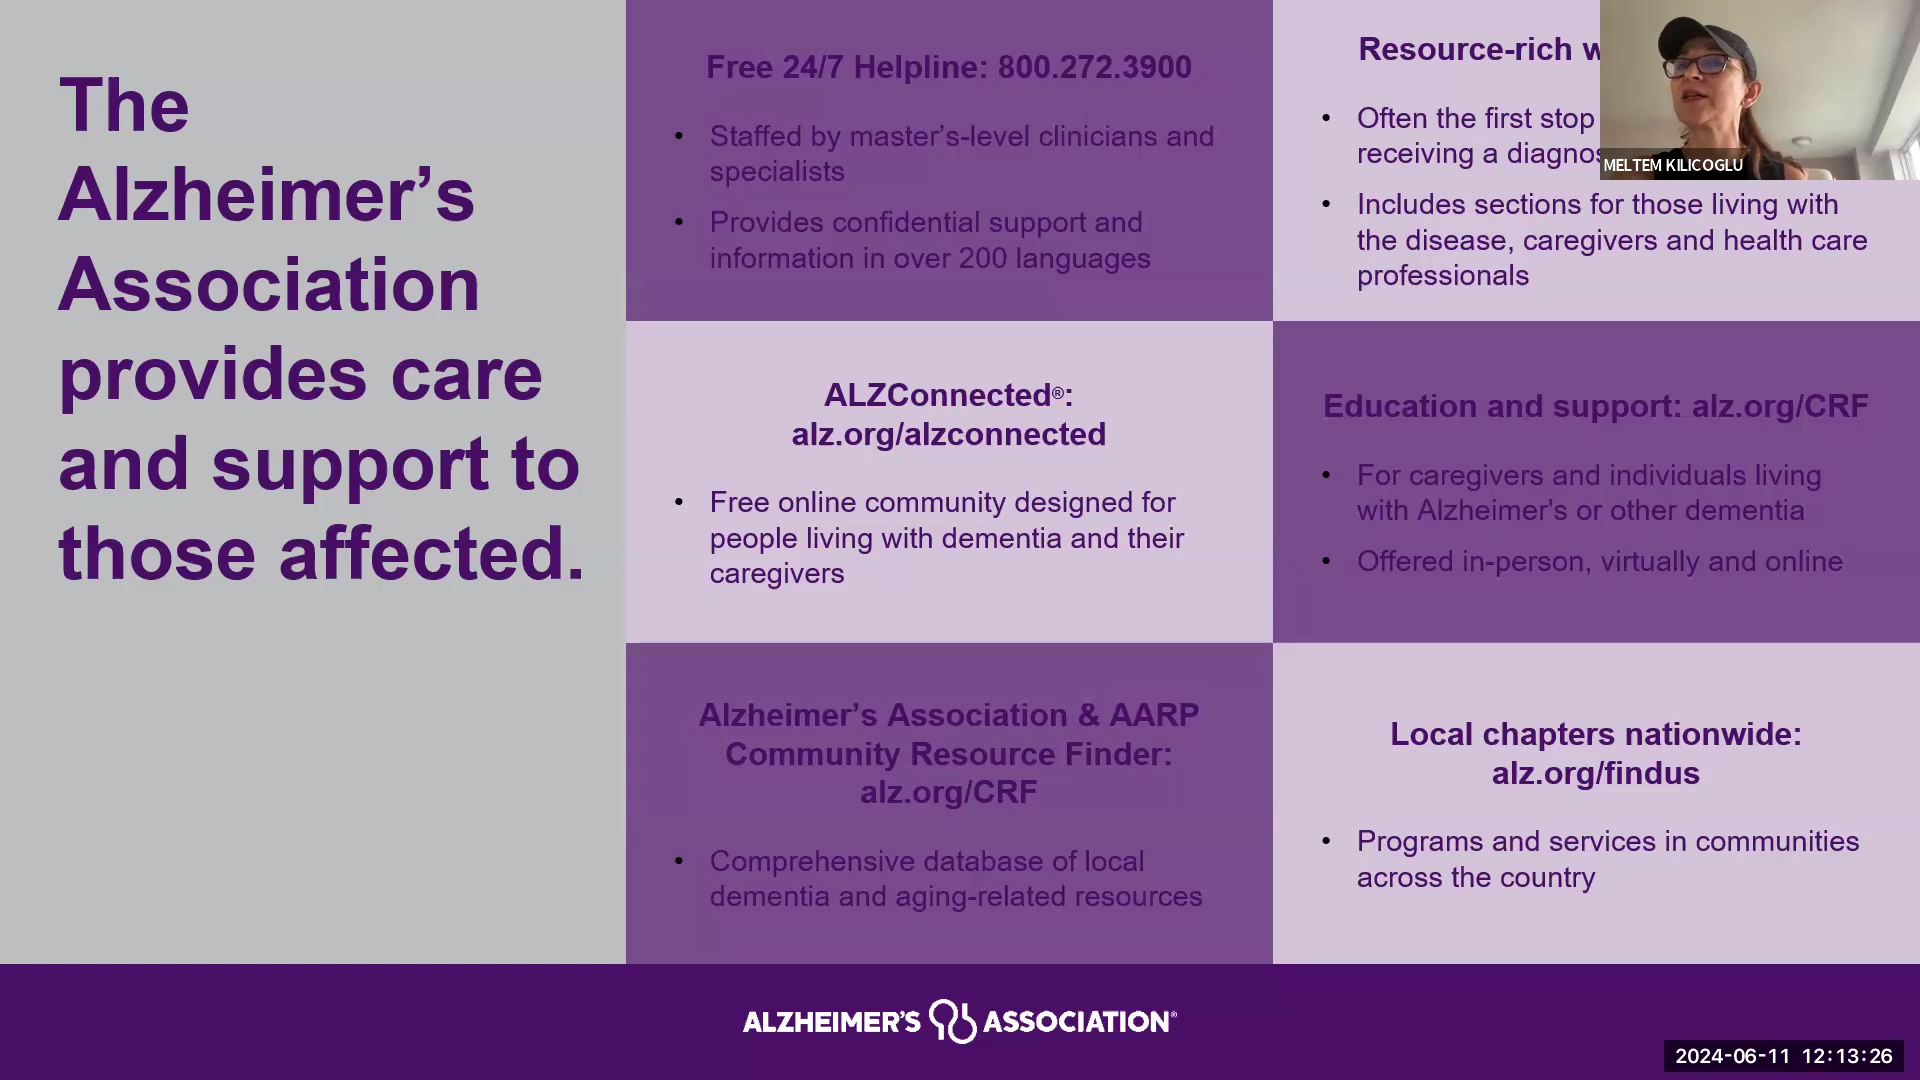 The
Alzheimer’s
Association
provides care
and support to
those affected.
Free 24/7 Helpline: 800.272.3900
• Staffed by master’s-level clinicians and
specialists
• Provides confidential support and
information in over 200 languages
Resource-rich
• Often the first stop
receiving a
• Includes sections for those living with
the disease, caregivers and health care
professionals
MELTEM KILICOGLU
ALZConnected®:
alz.org/alzconnected
• Free online community designed for
people living with dementia and their
caregivers
Education and support: alz.org/CRF
• For caregivers and individuals living
with Alzheimer's or other dementia
• Offered in-person, virtually and online
Alzheimer’s Association & AARP
Community Resource Finder:
alz.org/CRF
• Comprehensive database of local
dementia and aging-related resources
Local chapters nationwide:
alz.org/findus
• Programs and services in communities
across the country
ALZHEIMER’S ASSOCIATION®
2024-06-11 12:13:26